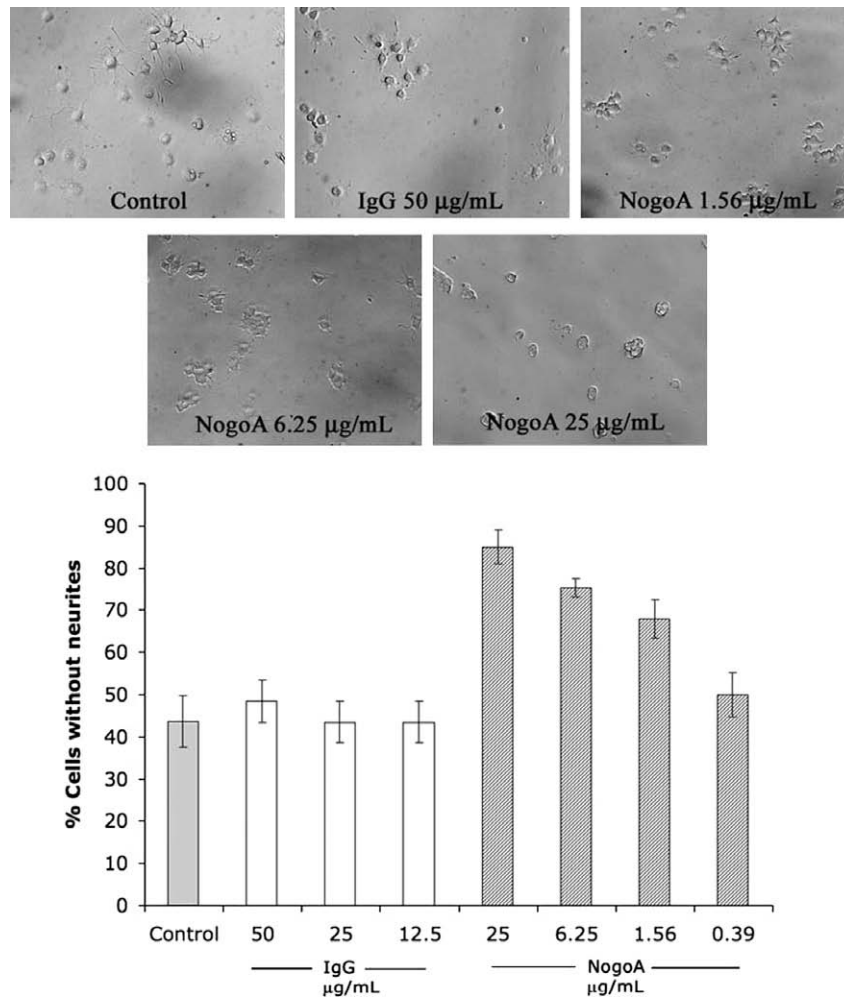 Control
IgG 50 µg/mL
NogoA 1.56 µg/mL
NogoA 6.25 µg/mL
NogoA 25 µg/mL
% Cells without neurites
100
90
80
70
60
50
40
30
20
10
0
Control 50 25 12.5 25 6.25 1.56 0.39
IgG NogoA
µg/mL µg/mL